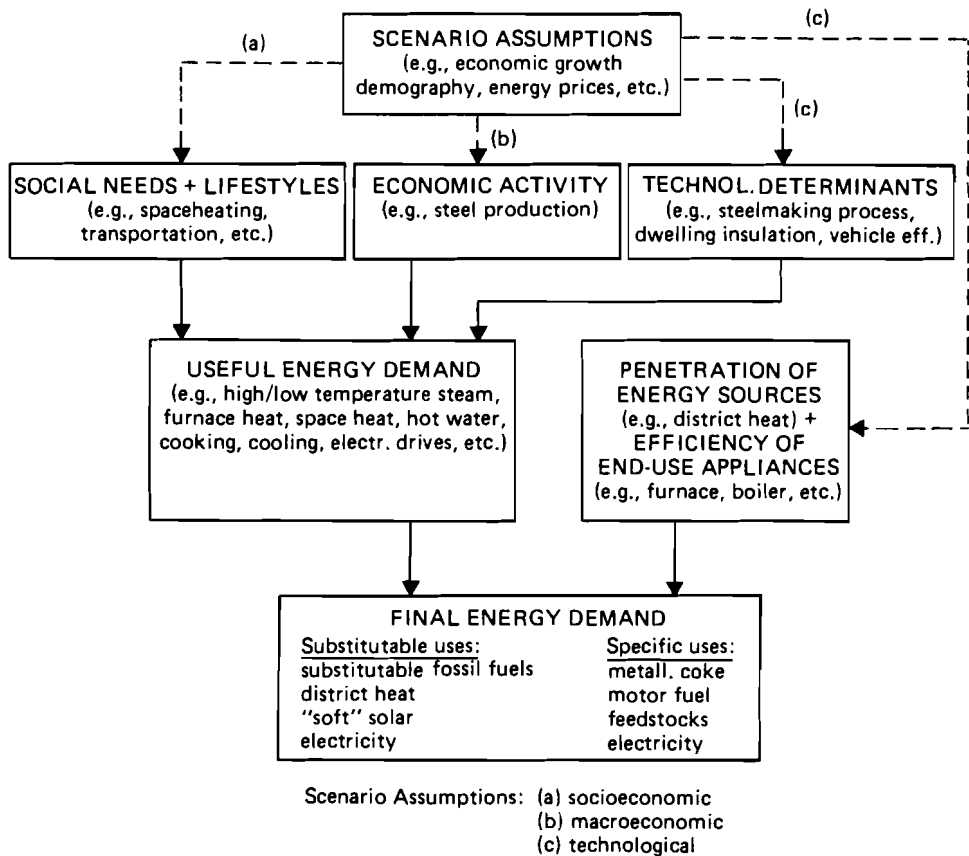 (c)
(a)
SCENARIO ASSUMPTIONS
(e.g., economic growth
demography, energy prices, etc.)
(c)
(b)
SOCIAL NEEDS + LIFESTYLES
(e.g., spaceheating,
transportation, etc.)
ECONOMIC ACTIVITY
(e.g., steel production)
TECHNOL. DETERMINANTS
(e.g., steelmaking process,
dwelling insulation, vehicle eff.)
USEFUL ENERGY DEMAND
(e.g., high/low temperature steam,
furnace heat, space heat, hot water,
cooking, cooling, electr. drives, etc.)
PENETRATION OF
ENERGY SOURCES
(e.g., district heat) +
EFFICIENCY OF
END-USE APPLIANCES
(e.g., furnace, boiler, etc.)
FINAL ENERGY DEMAND
Substitutable uses:
substitutable fossil fuels
district heat
"soft" solar
electricity
Specific uses:
metall. coke
motor fuel
feedstocks
electricity
Scenario Assumptions: (a) socioeconomic
(b) macroeconomic
(c) technological